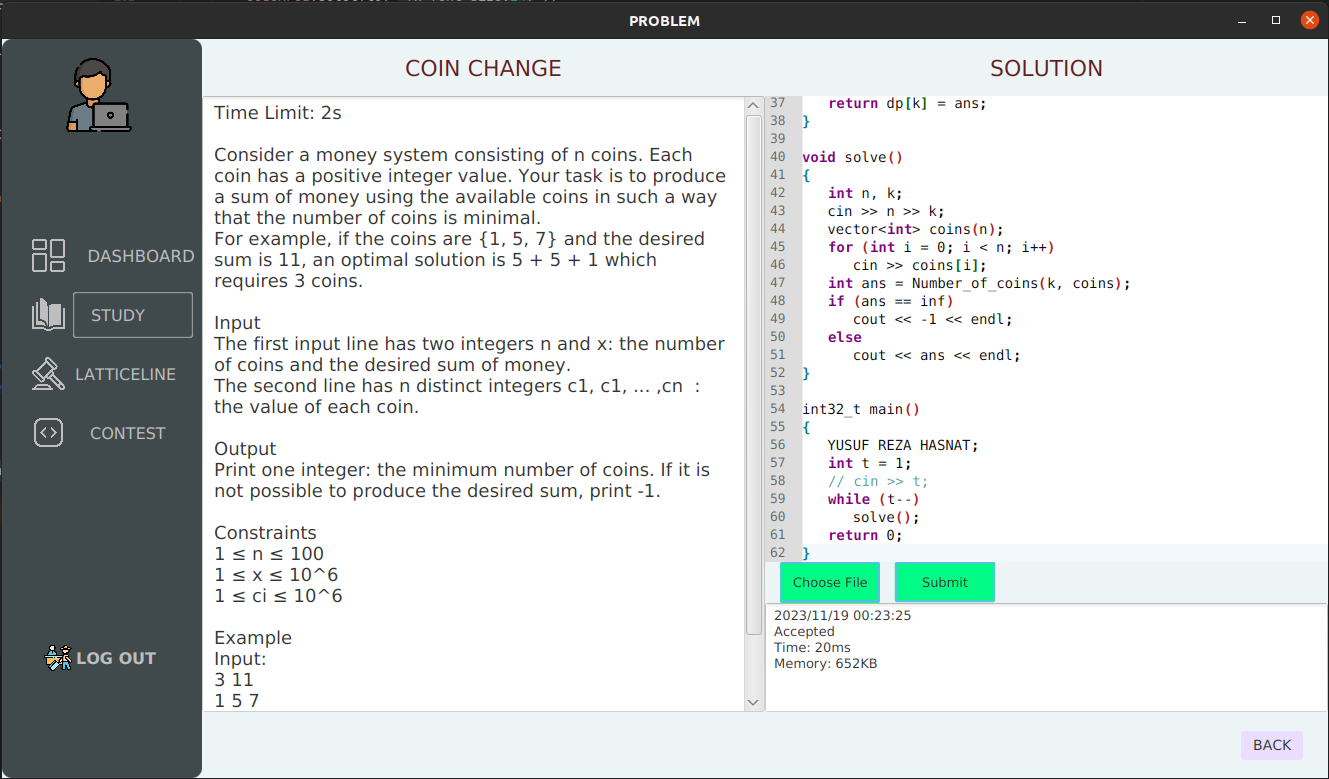 PROBLEM
DASHBOARD
STUDY
LATTICELINE
CONTEST
LOG OUT
COIN CHANGE
Time Limit: 2s
Consider a money system consisting of n coins. Each
coin has a positive integer value. Your task is to produce
a sum of money using the available coins in such a way
that the number of coins is minimal.
For example, if the coins are {1, 5, 7} and the desired
sum is 11, an optimal solution is 5 + 5 + 1 which
requires 3 coins.
Input
The first input line has two integers n and x: the number
of coins and the desired sum of money.
The second line has n distinct integers c1, c1, ... ,cn  :
the value of each coin.
Output
Print one integer: the minimum number of coins. If it is
not possible to produce the desired sum, print -1.
Constraints
1 ≤ n ≤ 100
1 ≤ x ≤ 10^6
1 ≤ ci ≤ 10^6
Example
Input:
3 11
1 5 7
SOLUTION
37    return dp[k] = ans;
38 }
39
40 void solve()
41 {
42    int n, k;
43    cin >> n >> k;
44    vector<int> coins(n);
45    for (int i = 0; i < n; i++)
46       cin >> coins[i];
47    int ans = Number_of_coins(k, coins);
48    if (ans == inf)
49       cout << -1 << endl;
50    else
51       cout << ans << endl;
52 }
53
54 int32_t main()
55 {
56    YUSUF REZA HASNAT;
57    int t = 1;
58    // cin >> t;
59    while (t--)
60       solve();
61    return 0;
62 }
Choose File
Submit
2023/11/19 00:23:25
Accepted
Time: 20ms
Memory: 652KB
BACK